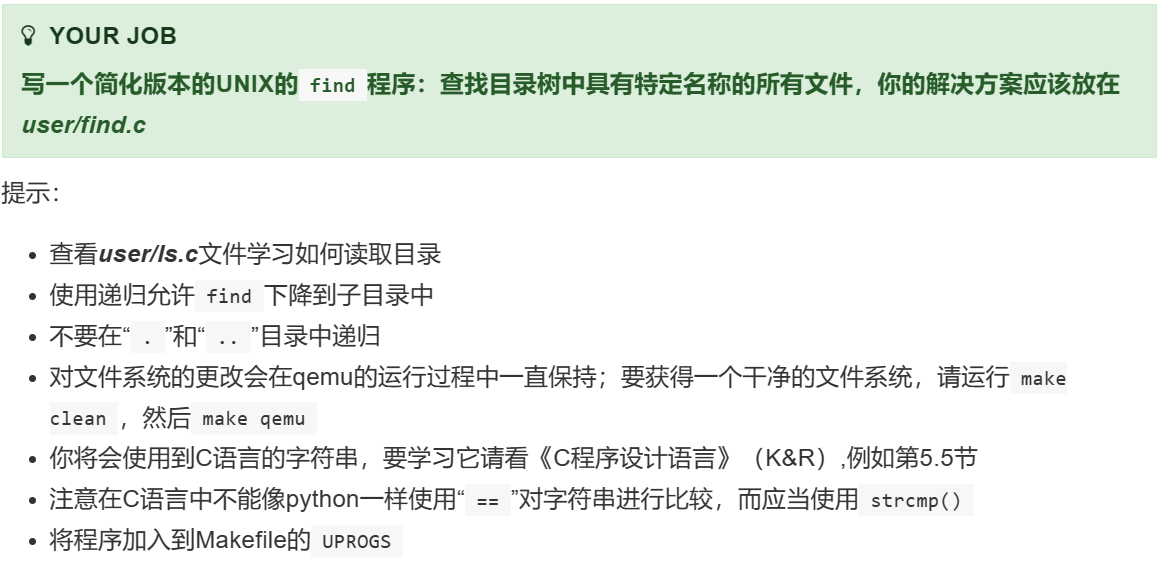 YOUR JOB
写一个简化版本的UNIX的 find 程序：查找目录树中具有特定名称的所有文件，你的解决方案应该放在
user/find.c
提示：
• 查看user/ls.c文件学习如何读取目录
• 使用递归允许 find 下降到子目录中
• 不要在“ . ”和“ .. ”目录中递归
• 对文件系统的更改会在qemu的运行过程中一直保持；要获得一个干净的文件系统，请运行 make
clean ，然后 make qemu
• 你将会使用到C语言的字符串，要学习它请看《C程序设计语言》（K&R）,例如第5.5节
• 注意在C语言中不能像python一样使用“ == ”对字符串进行比较，而应当使用 strcmp()
• 将程序加入到Makefile的 UPROGS